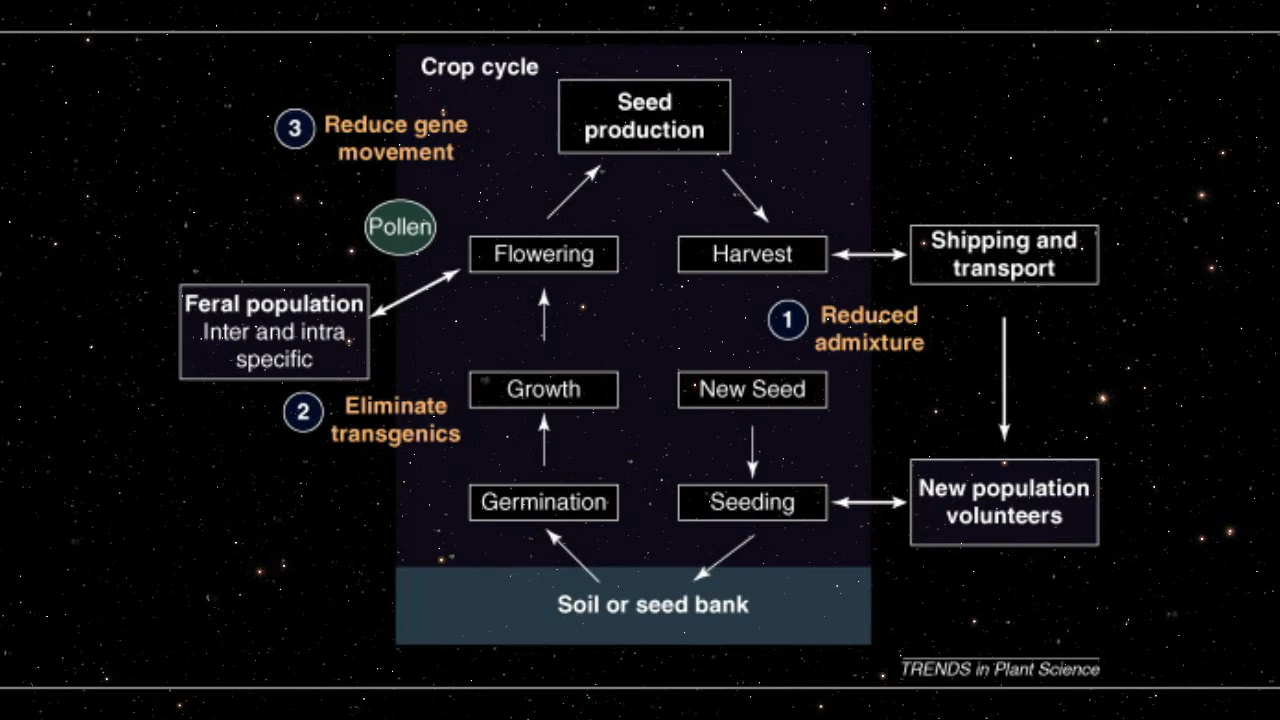 Crop cycle
Seed
production
3
Reduce gene
movement
Pollen
Flowering
Harvest
Shipping and
transport
Feral population
Inter and intra
specific
1
Reduced
admixture
Growth
New Seed
2
Eliminate
transgenics
Germination
Seeding
New population
volunteers
Soil or seed bank
TRENDS in Plant Science